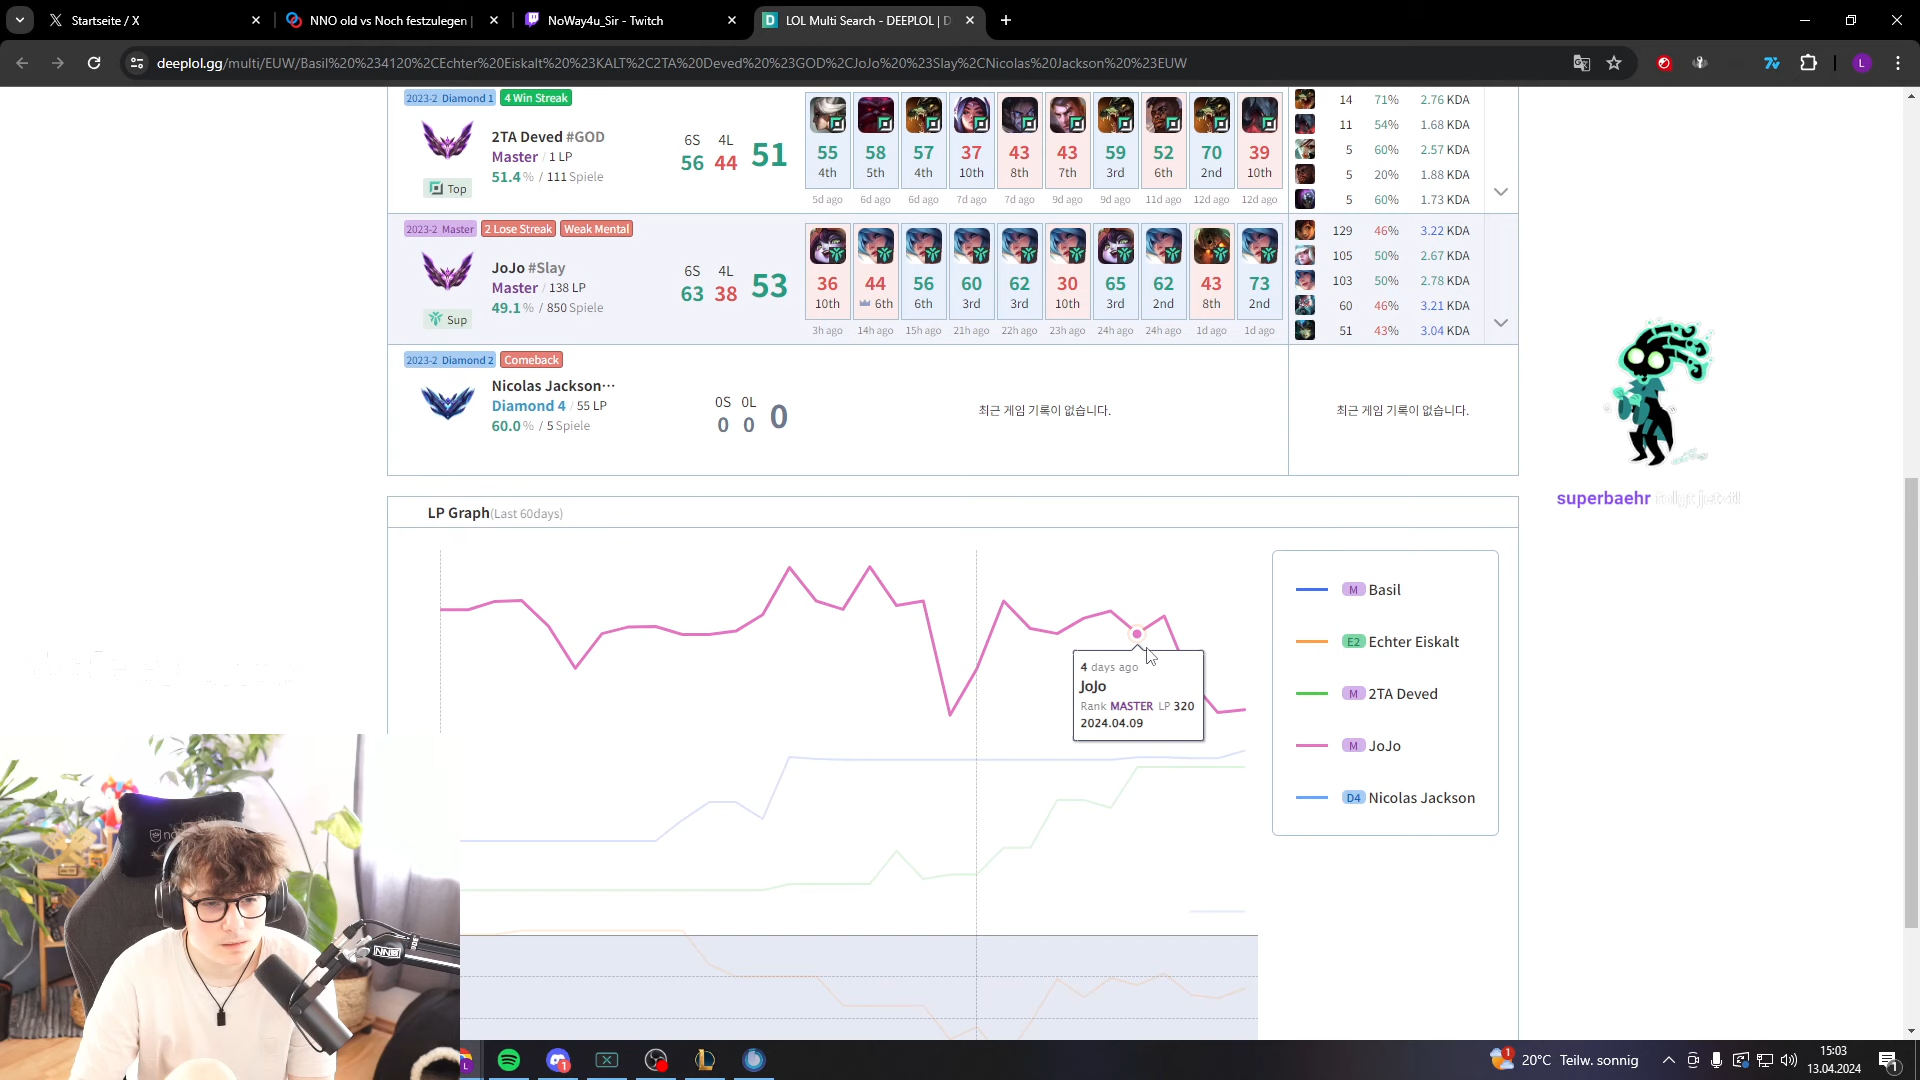 Startseite / X
NNO old vs Noch festzulegen |
NoWay4u_Sir - Twitch
LOL Multi Search - DEEPLOL | D
deeplol.gg/multi/EUW/Basil%20%234120%2CEchter%20Eiskalt%20%23KALT%2C2TA%20Deved%20%23GOD%2CJoJo%20%23Slay%2CNicolas%20Jackson%20%23EUW
L
2023-2 Diamond 1 4 Win Streak
2TA Deved #GOD
Master / 1 LP
51.4 % / 111 Spiele
Top
6S 4L
56 44 51
55 58 57 37 43 43 59 52 70 39
4th 5th 4th 10th 8th 7th 3rd 6th 2nd 10th
5d ago 6d ago 6d ago 7d ago 7d ago 9d ago 9d ago 11d ago 12d ago 12d ago
14 71% 2.76 KDA
11 54% 1.68 KDA
5 60% 2.57 KDA
5 20% 1.88 KDA
5 60% 1.73 KDA
2023-2 Master 2 Lose Streak Weak Mental
JoJo #Slay
Master / 138 LP
49.1 % / 850 Spiele
Sup
6S 4L
63 38 53
36 44 56 60 62 30 65 62 43 73
10th 6th 6th 3rd 3rd 10th 3rd 2nd 8th 2nd
3h ago 14h ago 15h ago 21h ago 22h ago 23h ago 24h ago 24h ago 1d ago 1d ago
129 46% 3.22 KDA
105 50% 2.67 KDA
103 50% 2.78 KDA
60 46% 3.21 KDA
51 43% 3.04 KDA
2023-2 Diamond 2 Comeback
Nicolas Jackson···
Diamond 4 / 55 LP
60.0 % / 5 Spiele
0S 0L
0 0 0
최근 게임 기록이 없습니다.
최근 게임 기록이 없습니다.
superbaehr folgt jetzt!
LP Graph(Last 60days)
4 days ago
JoJo
Rank MASTER LP 320
2024.04.09
M Basil
E2 Echter Eiskalt
M 2TA Deved
M JoJo
D4 Nicolas Jackson
NNO
20°C Teilw. sonnig
15:03
13.04.2024